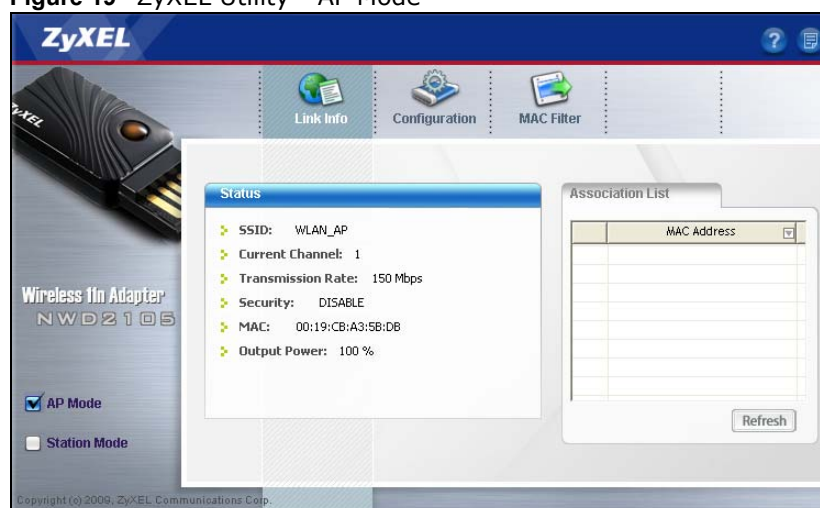 Figure 19 ZyXEL Utility - AP Mode
ZyXEL
?
Link Info
Configuration
MAC Filter
ZyXEL
Status
SSID: WLAN_AP
Current Channel: 1
Transmission Rate: 150 Mbps
Security: DISABLE
MAC: 00:19:CB:A3:5B:DB
Output Power: 100 %
Association List
MAC Address
Refresh
Wireless 11n Adapter
NWD2105
AP Mode
Station Mode
Copyright (c) 2009, ZyXEL Communications Corp.